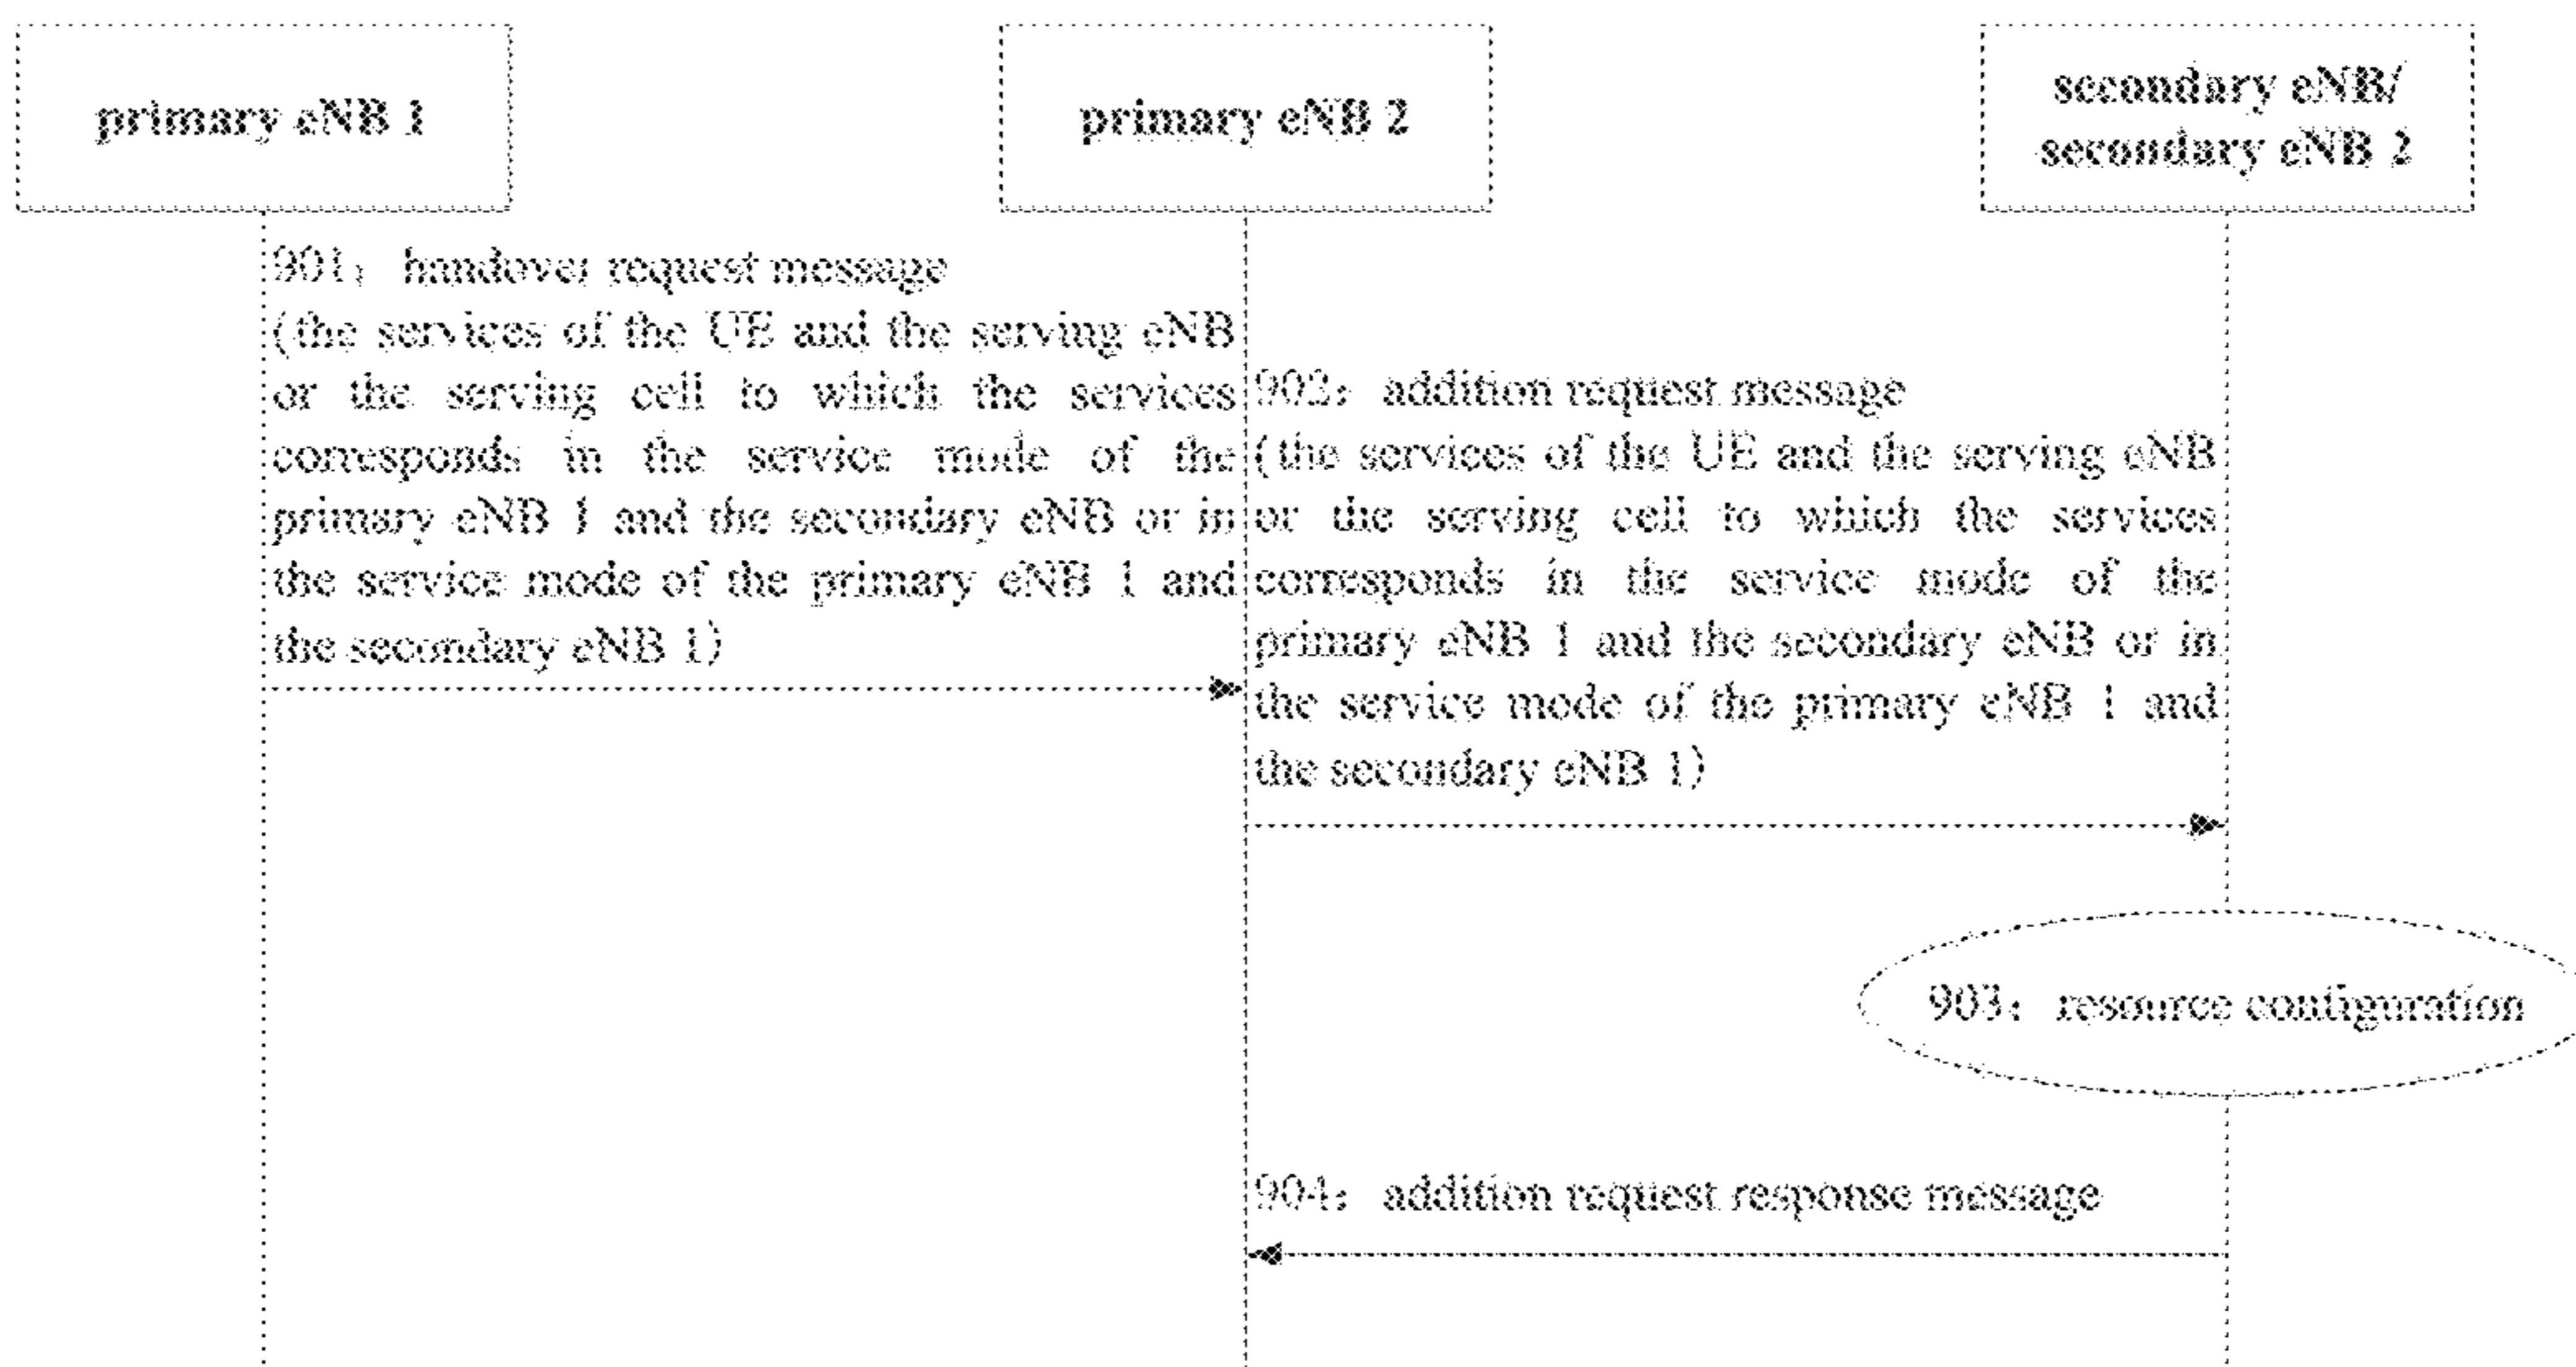 primary eNB 1
primary eNB 2
secondary eNB/
secondary eNB 2
901: handover request message
(the services of the UE and the serving eNB
or the serving cell to which the services
corresponds in the service mode of the
primary eNB 1 and the secondary eNB or in
the service mode of the primary eNB 1 and
the secondary eNB 1)
902: addition request message
(the services of the UE and the serving eNB
or the serving cell to which the services
corresponds in the service mode of the
primary eNB 1 and the secondary eNB or in
the service mode of the primary eNB 1 and
the secondary eNB 1)
903: resource configuration
904: addition request response message